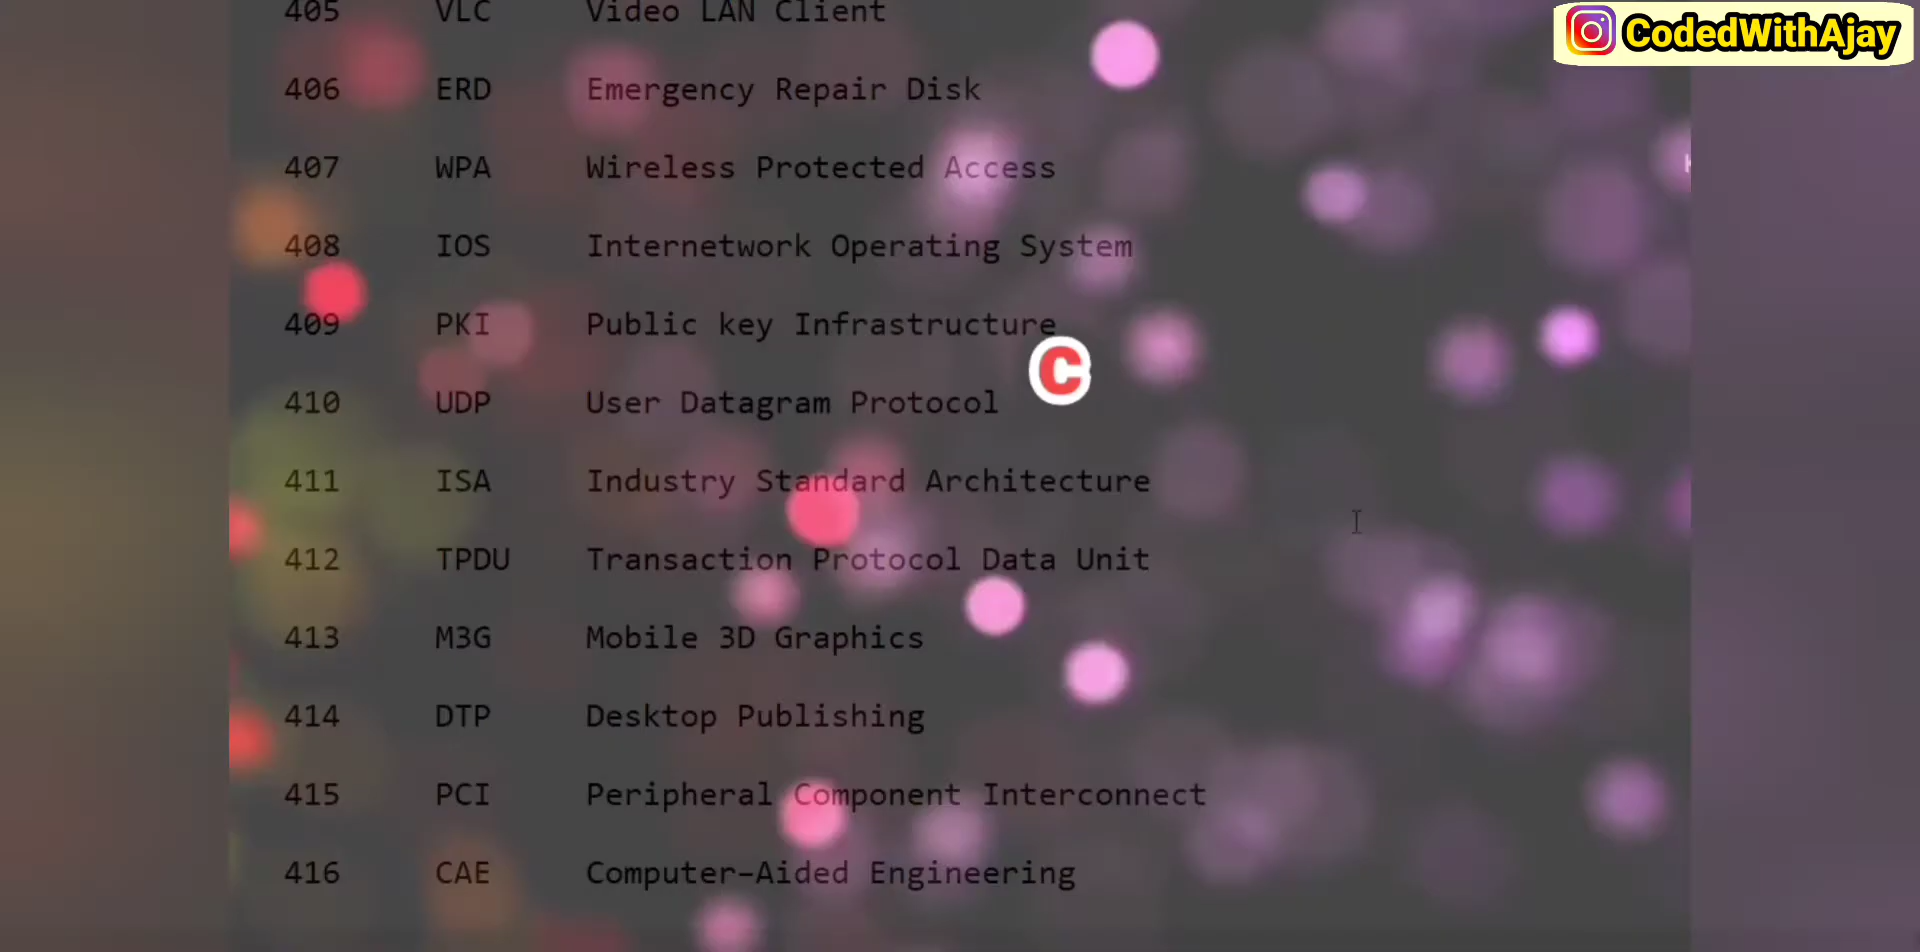 CodedWithAjay
405 VLC Video LAN Client
406 ERD Emergency Repair Disk
407 WPA Wireless Protected Access
408 IOS Internetwork Operating System
409 PKI Public key Infrastructure
C
410 UDP User Datagram Protocol
411 ISA Industry Standard Architecture
412 TPDU Transaction Protocol Data Unit
413 M3G Mobile 3D Graphics
414 DTP Desktop Publishing
415 PCI Peripheral Component Interconnect
416 CAE Computer–Aided Engineering